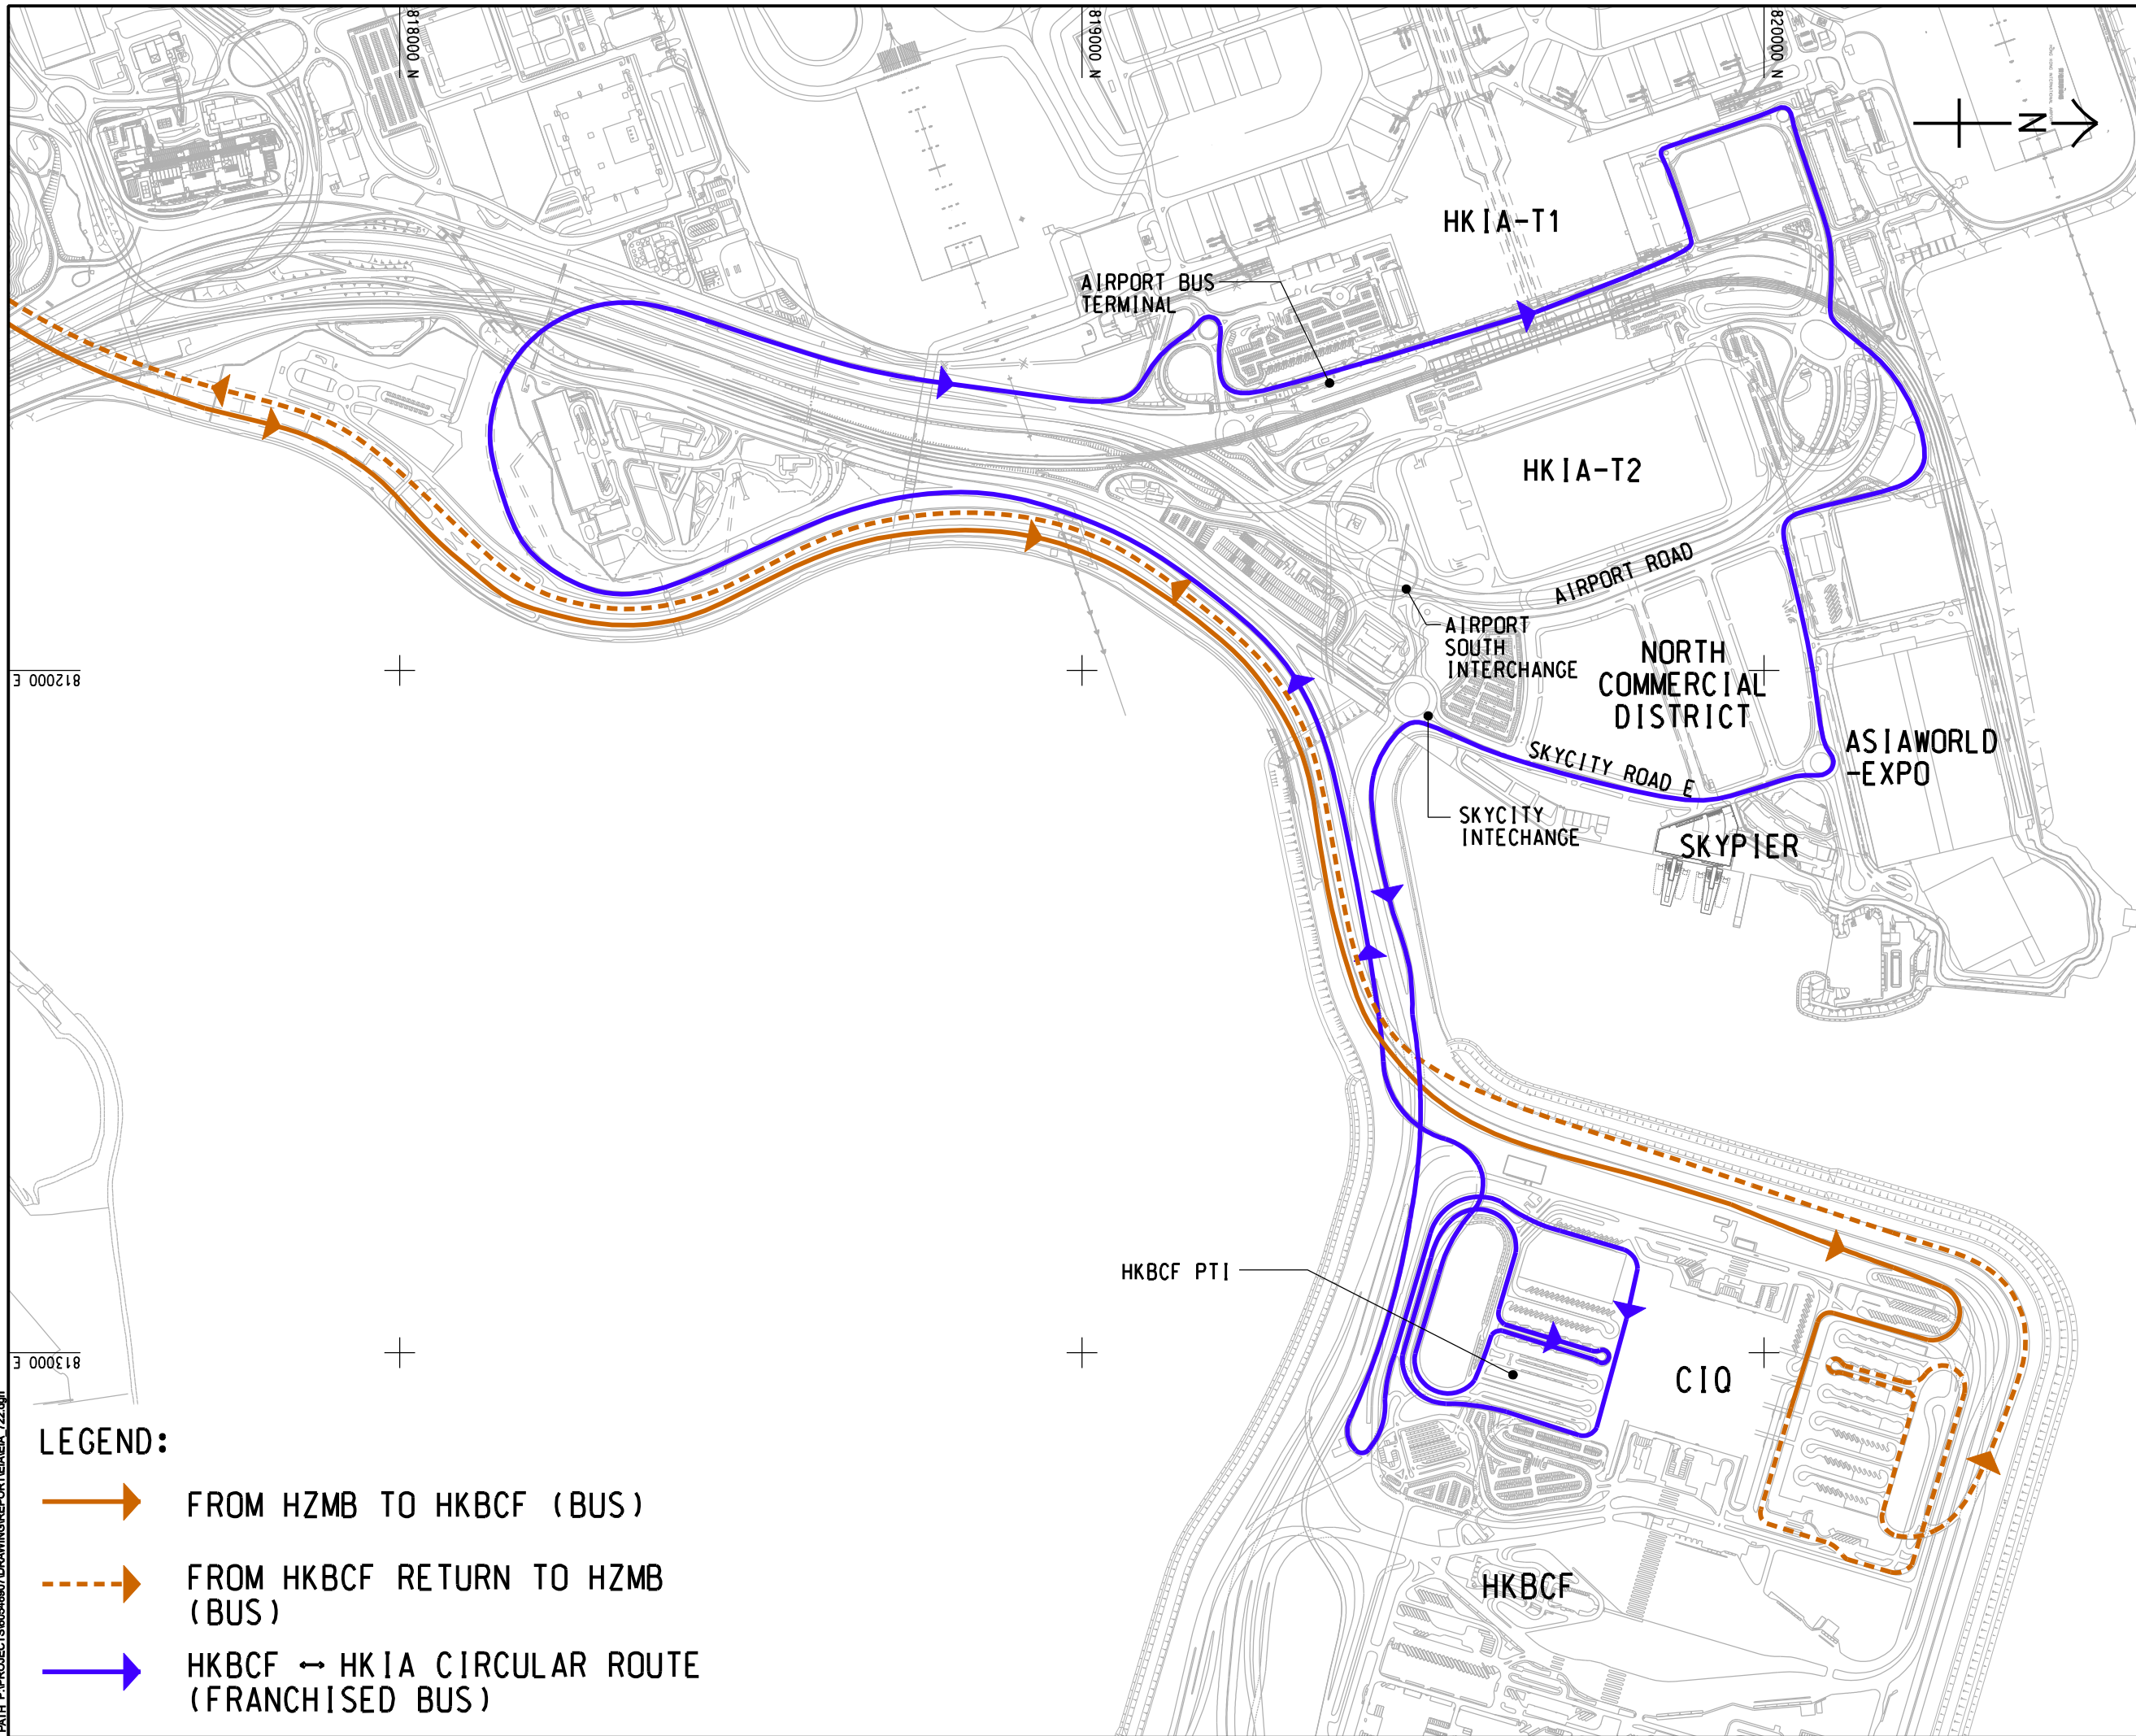 818000 N
819000 N
820000 N
N
HKIA-T1
AIRPORT BUS
TERMINAL
HKIA-T2
AIRPORT ROAD
AIRPORT
SOUTH
INTERCHANGE
NORTH
COMMERCIAL
DISTRICT
812000 E
SKYCITY ROAD E
ASIAWORLD
-EXPO
SKYCITY
INTECHANGE
SKYPIER
HKBCF PTI
813000 E
CIQ
HKBCF
LEGEND:
FROM HZMB TO HKBCF (BUS)
FROM HKBCF RETURN TO HZMB
(BUS)
HKBCF ↔ HKIA CIRCULAR ROUTE
(FRANCHISED BUS)